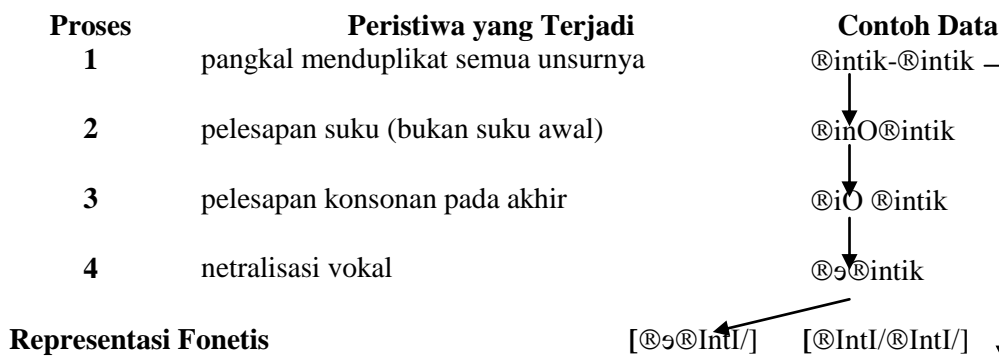 Proses Peristiwa yang Terjadi Contoh Data
1 pangkal menduplikat semua unsurnya ®intik-®intik –
2 pelesapan suku (bukan suku awal) ®inO®intik
3 pelesapan konsonan pada akhir ®iO ®intik
4 netralisasi vokal ®ɘ®intik
Representasi Fonetis [®ɘ®IntI/] [®IntI/®IntI/]